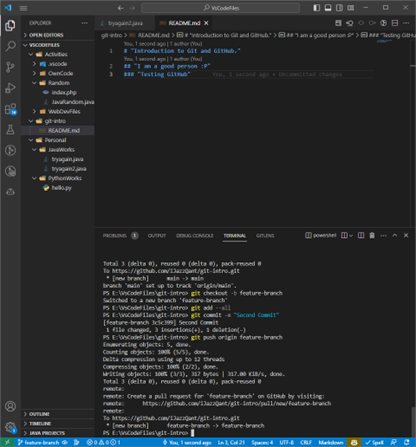 VsCodeFiles
EXPLORER
OPEN EDITORS
VSCODEFILES
Activities
.vscode
OwnCode
Random
index.php
JavaRandom.java
WebDevFiles
git-intro
README.md
Personal
JavaWorks
tryagain.java
tryagain2.java
PythonWorks
hello.py
OUTLINE
TIMELINE
JAVA PROJECTS
tryagain2.java
README.md
git-intro > README.md > # "Introduction to Git and GitHub." > ## "I am a good person :P" > ### "Testing GitH
You, 1 second ago | 1 author (You)
1 # "Introduction to Git and GitHub."
You, 1 second ago | 1 author (You)
2 ## "I am a good person :P"
3 ### "Testing GitHub" You, 1 second ago • Uncommitted changes
PROBLEMS 1 OUTPUT DEBUG CONSOLE TERMINAL GITLENS
powershell
Total 3 (delta 0), reused 0 (delta 0), pack-reused 0
To https://github.com/IJazzQant/git-intro.git
* [new branch] main -> main
branch 'main' set up to track 'origin/main'.
PS E:\VsCodeFiles\git-intro> git checkout -b feature-branch
Switched to a new branch 'feature-branch'
PS E:\VsCodeFiles\git-intro> git add --all
PS E:\VsCodeFiles\git-intro> git commit -m "Second Commit"
[feature-branch 3c5c399] Second Commit
1 file changed, 3 insertions(+), 1 deletion(-)
PS E:\VsCodeFiles\git-intro> git push origin feature-branch
Enumerating objects: 5, done.
Counting objects: 100% (5/5), done.
Delta compression using up to 12 threads
Compressing objects: 100% (2/2), done.
Writing objects: 100% (3/3), 317 bytes | 317.00 KiB/s, done.
Total 3 (delta 0), reused 0 (delta 0), pack-reused 0
remote:
remote: Create a pull request for 'feature-branch' on GitHub by visiting:
remote: https://github.com/IJazzQant/git-intro/pull/new/feature-branch
remote:
To https://github.com/IJazzQant/git-intro.git
* [new branch] feature-branch -> feature-branch
PS E:\VsCodeFiles\git-intro>
feature-branch 0 1 You, 1 second ago Ln 3, Col 21 Spaces: 4 UTF-8 CRLF Markdown Spell